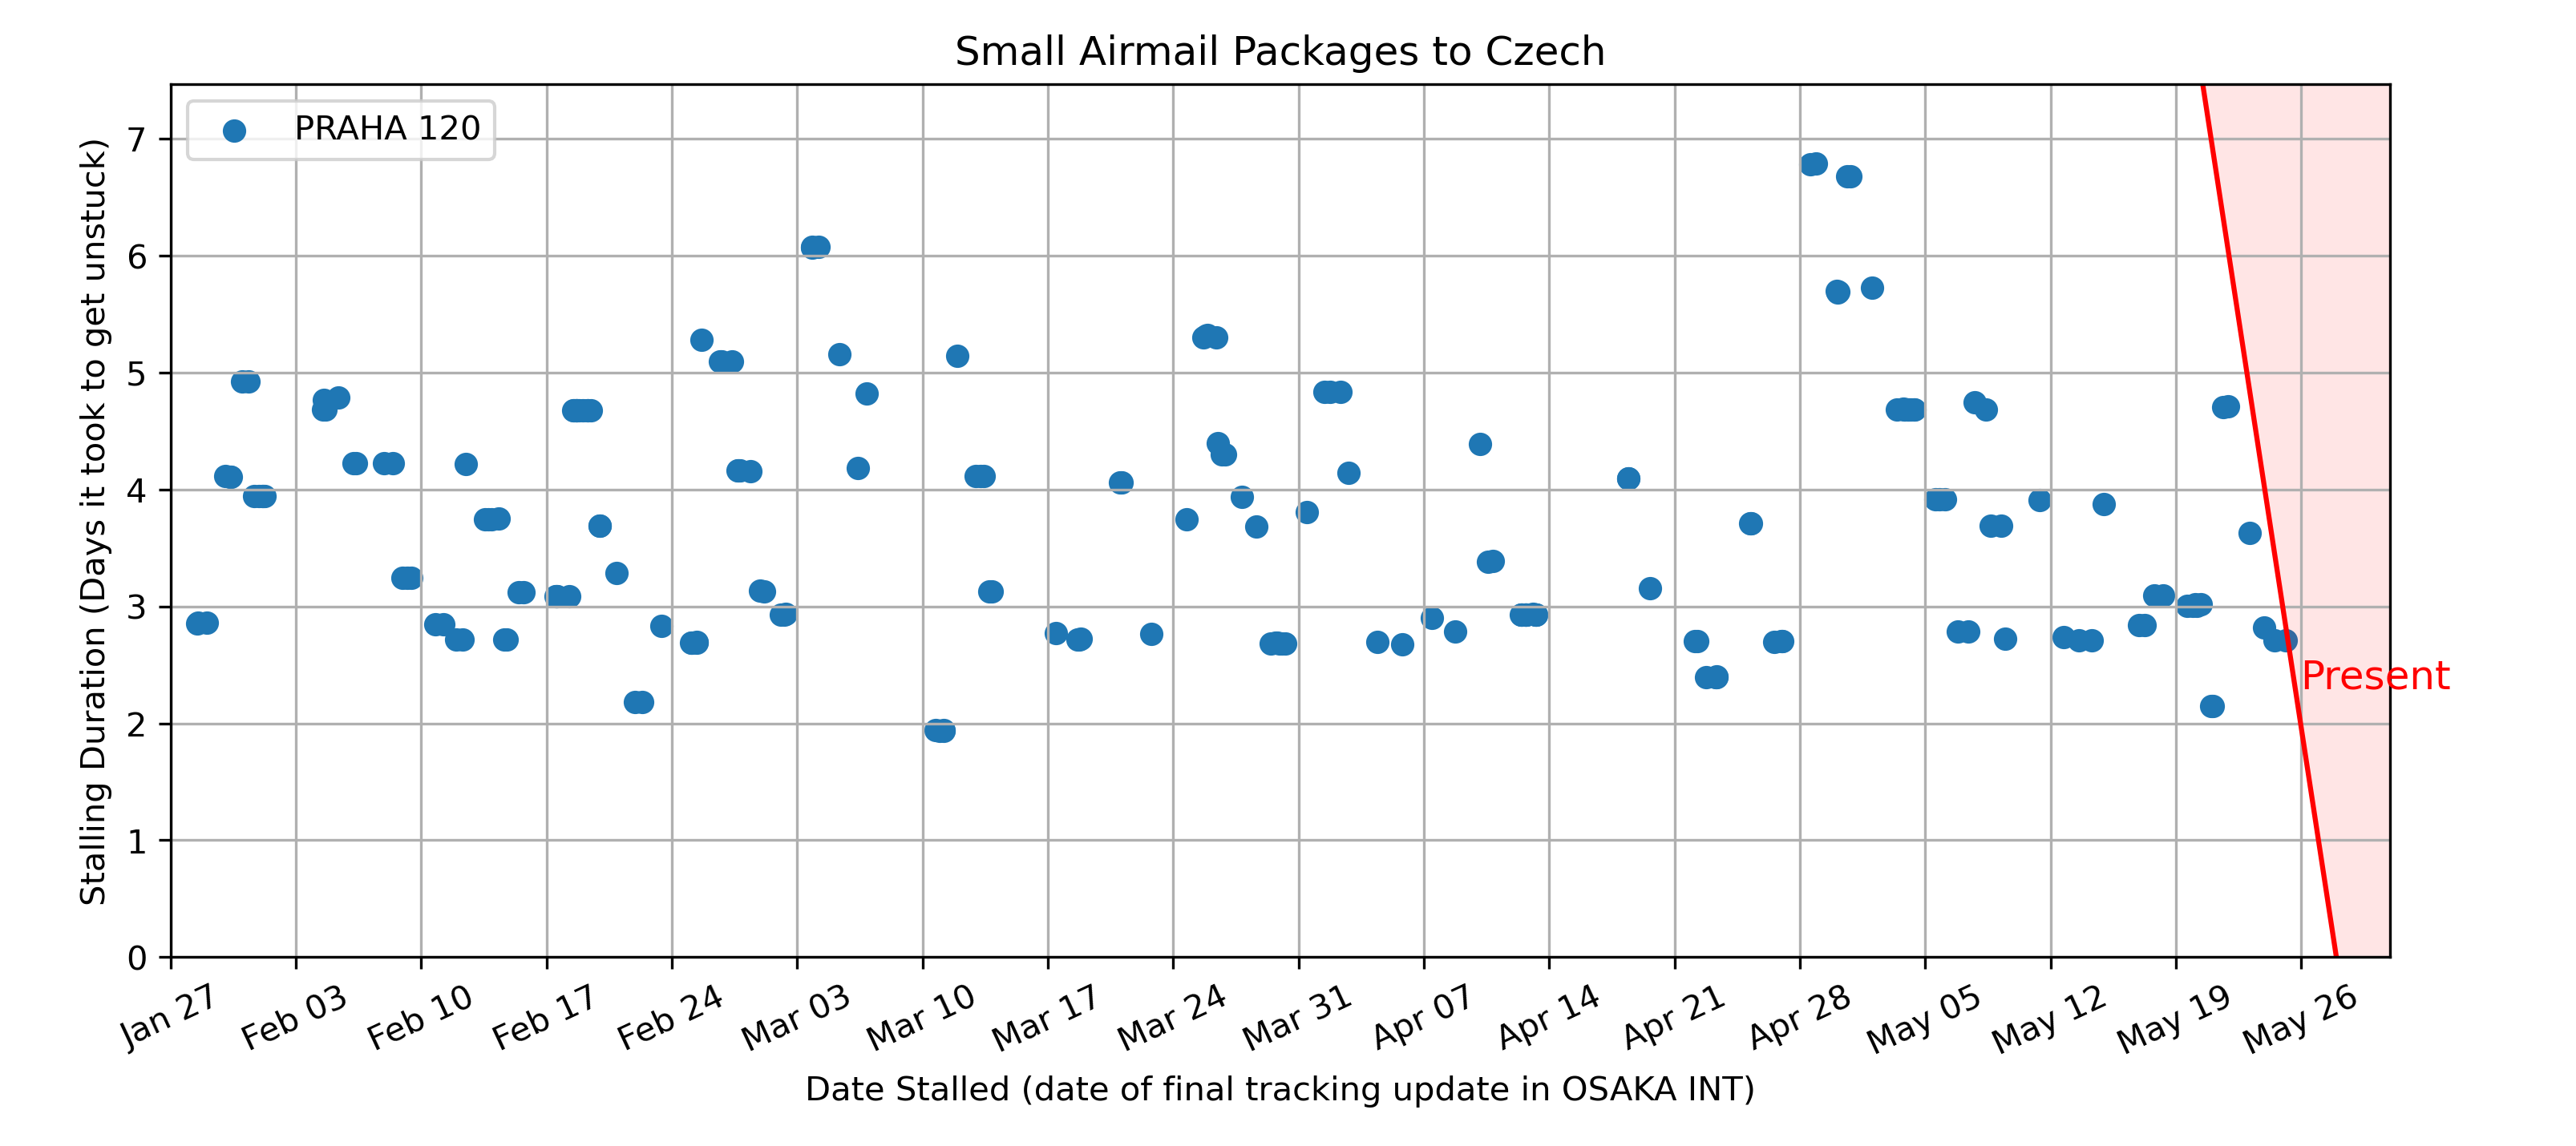 Small Airmail Packages to Czech
PRAHA 120
Stalling Duration (Days it took to get unstuck)
7
6
5
4
3
2
1
0
Present
Jan 27 Feb 03 Feb 10 Feb 17 Feb 24 Mar 03 Mar 10 Mar 17 Mar 24 Mar 31 Apr 07 Apr 14 Apr 21 Apr 28 May 05 May 12 May 19 May 26
Date Stalled (date of final tracking update in OSAKA INT)